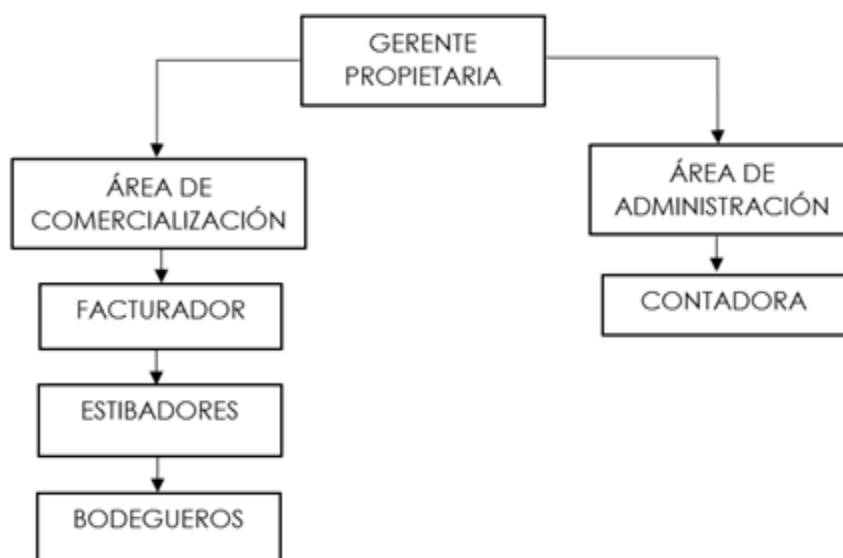 GERENTE
PROPIETARIA
ÁREA DE
COMERCIALIZACIÓN
FACTURADOR
ESTIBADORES
BODEGUEROS
ÁREA DE
ADMINISTRACIÓN
CONTADORA